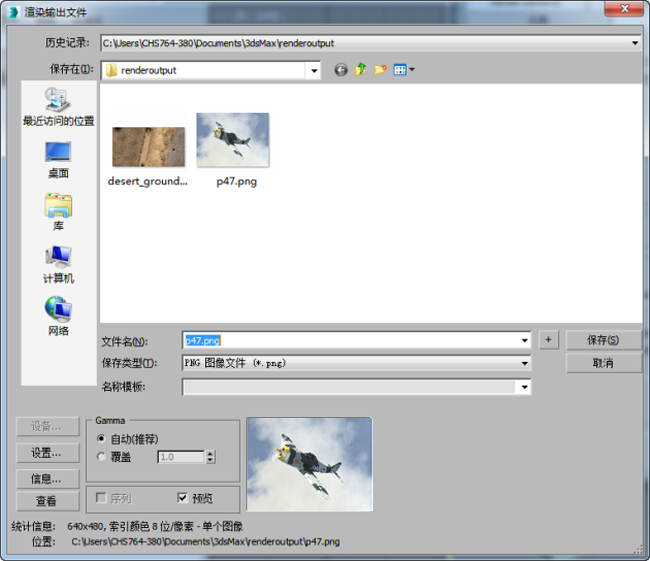 渲染输出文件
历史记录: C:\Users\CHS764-380\Documents\3dsMax\renderoutput
保存在(I): renderoutput
最近访问的位置
桌面
库
计算机
网络
desert_ground... p47.png
文件名(N): p47.png + 保存(S)
保存类型(T): PNG 图像文件 (*.png) 取消
名称模板:
设备...
设置...
信息...
查看
Gamma
自动(推荐)
覆盖 1.0
序列 预览
统计信息: 640x480, 索引颜色 8 位/像素 - 单个图像
位置: C:\Users\CHS764-380\Documents\3dsMax\renderoutput\p47.png